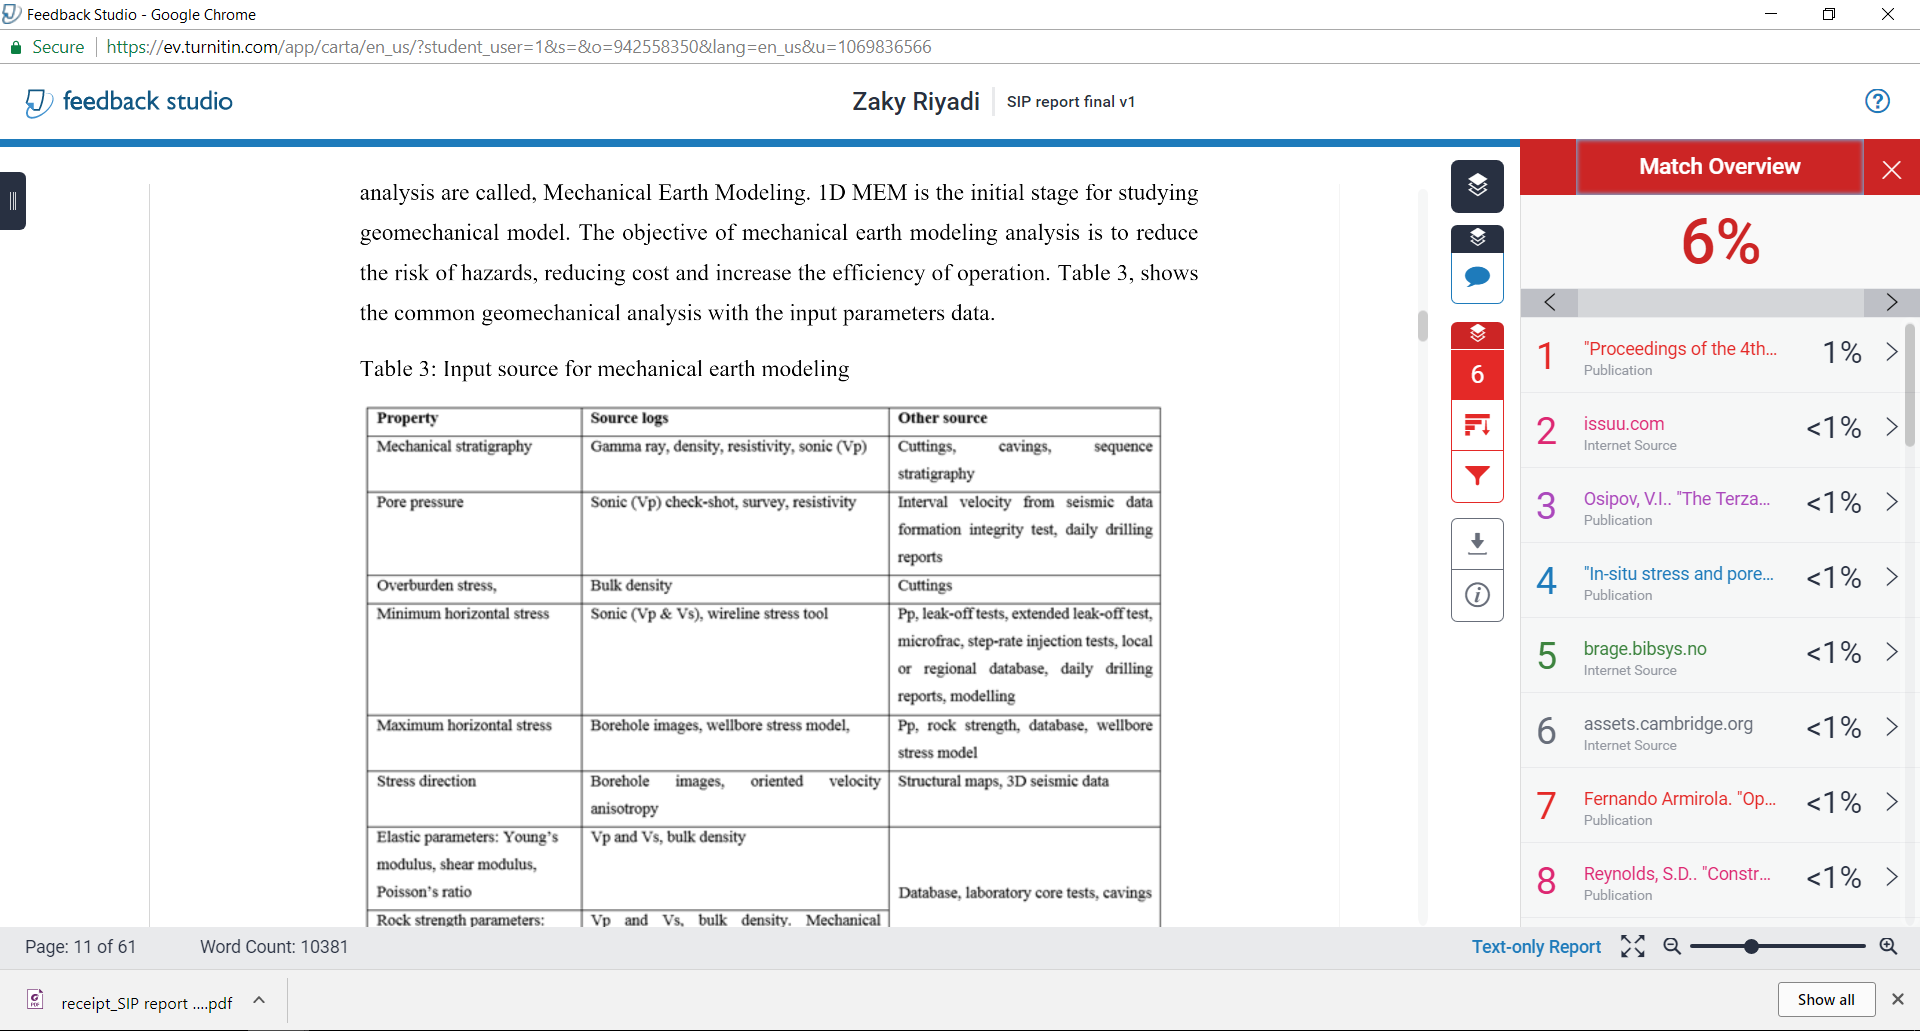 Feedback Studio - Google Chrome
Secure
https://ev.turnitin.com/app/carta/en_us/?student_user=1&s=&o=942558350&lang=en_us&u=1069836566
feedback studio
Zaky Riyadi
SIP report final v1
?
analysis are called, Mechanical Earth Modeling. 1D MEM is the initial stage for studying
geomechanical model. The objective of mechanical earth modeling analysis is to reduce
the risk of hazards, reducing cost and increase the efficiency of operation. Table 3, shows
the common geomechanical analysis with the input parameters data.
Table 3: Input source for mechanical earth modeling
Property Source logs Other source
Mechanical stratigraphy Gamma ray, density, resistivity, sonic (Vp) Cuttings, cavings, sequence
stratigraphy
Pore pressure Sonic (Vp) check-shot, survey, resistivity Interval velocity from seismic data
formation integrity test, daily drilling
reports
Overburden stress, Bulk density Cuttings
Minimum horizontal stress Sonic (Vp & Vs), wireline stress tool Pp, leak-off tests, extended leak-off test,
microfrac, step-rate injection tests, local
or regional database, daily drilling
reports, modelling
Maximum horizontal stress Borehole images, wellbore stress model, Pp, rock strength, database, wellbore
stress model
Stress direction Borehole images, oriented velocity Structural maps, 3D seismic data
anisotropy
Elastic parameters: Young's Vp and Vs, bulk density
modulus, shear modulus,
Poisson's ratio Database, laboratory core tests, cavings
Rock strength parameters: Vp and Vs, bulk density. Mechanical
6
i
Match Overview
6%
1 "Proceedings of the 4th... 1%
Publication
2 issuu.com <1%
Internet Source
3 Osipov, V.I.. "The Terza... <1%
Publication
4 "In-situ stress and pore... <1%
Publication
5 brage.bibsys.no <1%
Internet Source
6 assets.cambridge.org <1%
Internet Source
7 Fernando Armirola. "Op... <1%
Publication
8 Reynolds, S.D.. "Constr... <1%
Publication
Page: 11 of 61
Word Count: 10381
Text-only Report
receipt_SIP report ....pdf
Show all